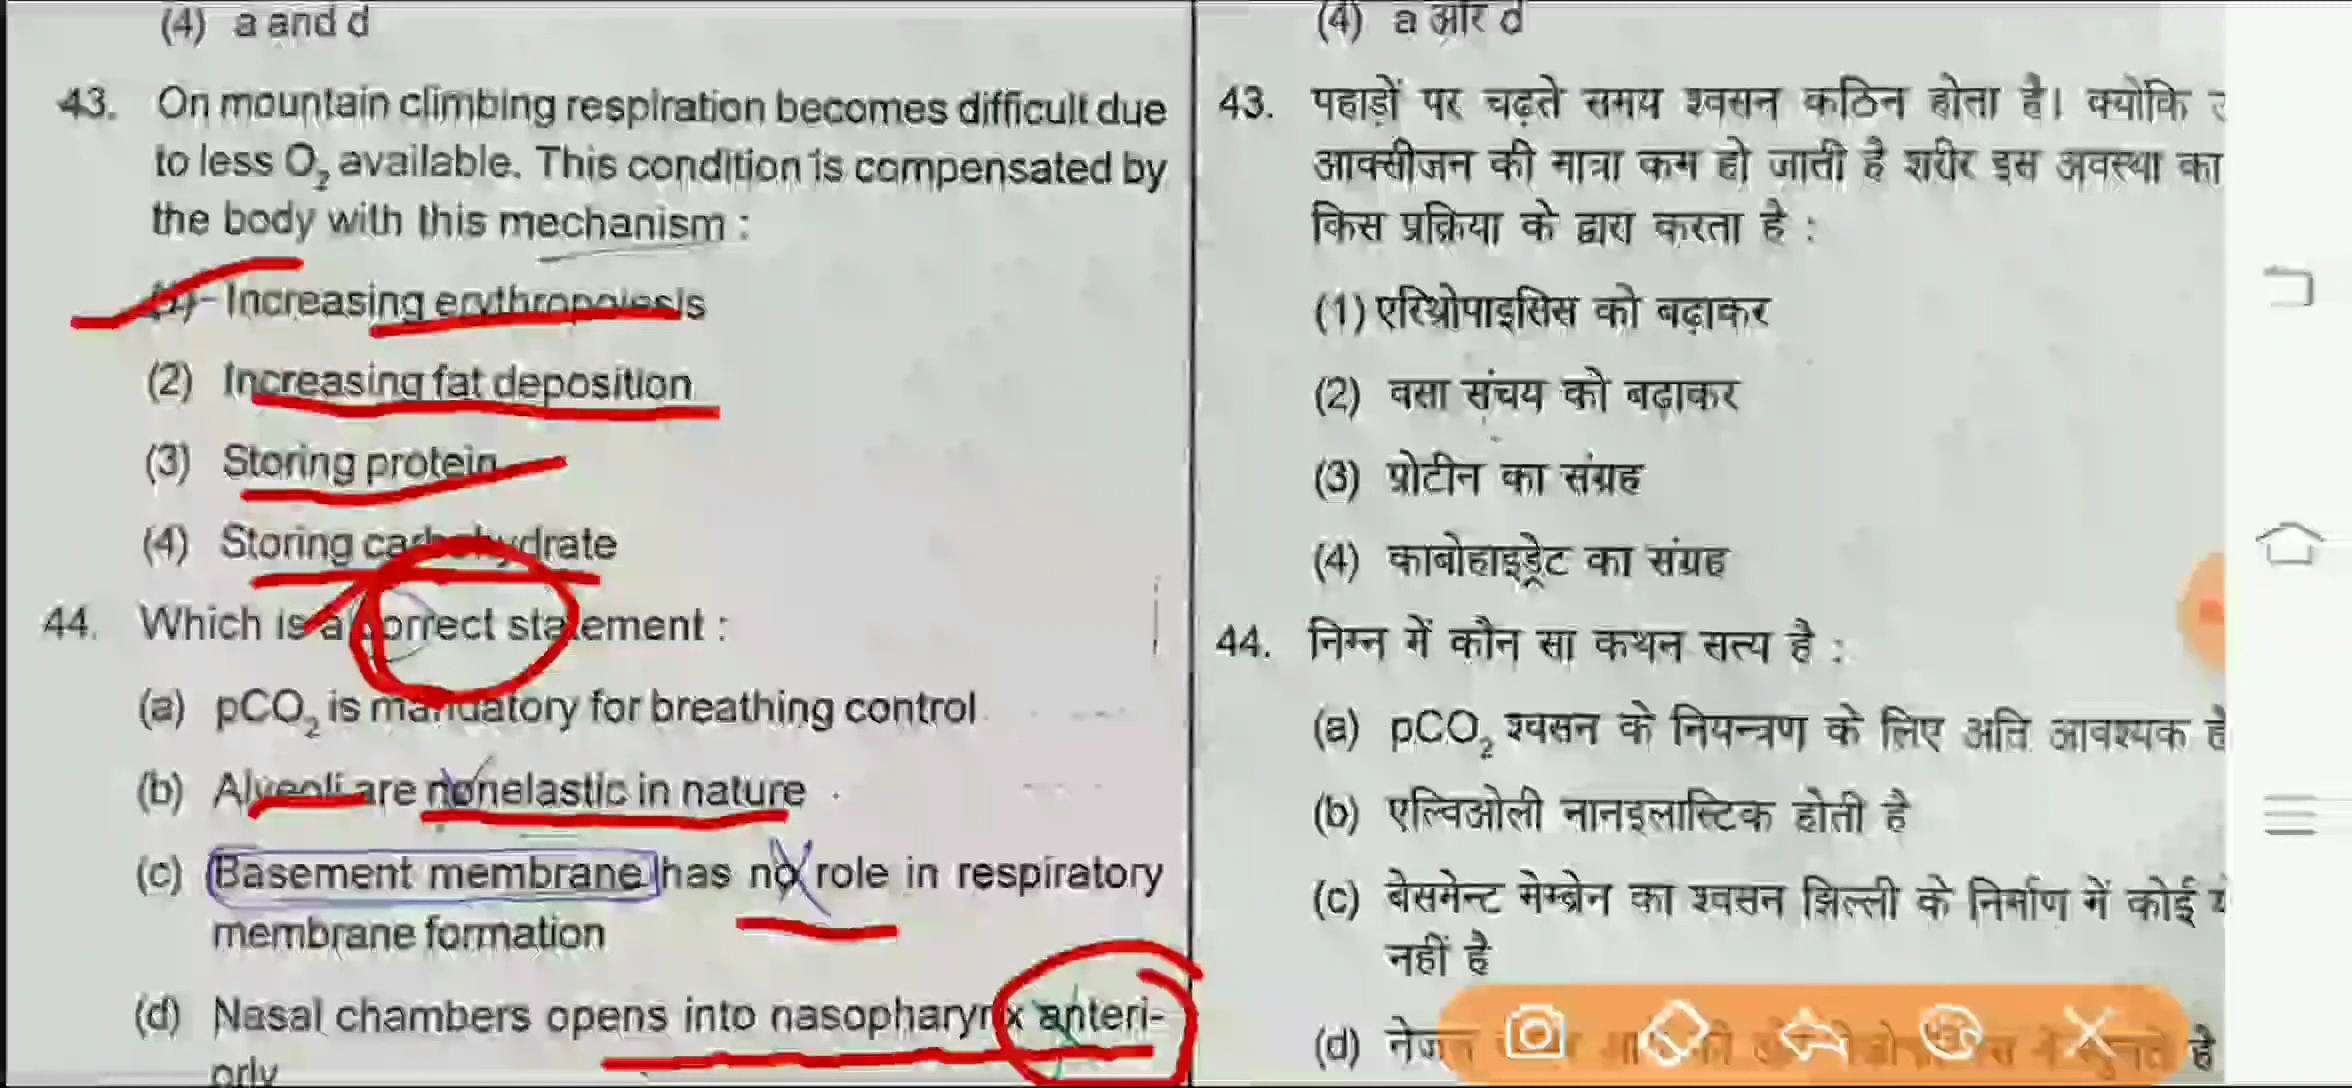 (4) a and d
43. On mountain climbing respiration becomes difficult due
to less O₂ available. This condition is compensated by
the body with this mechanism :
(1) Increasing erythropoiesis
(2) Increasing fat deposition
(3) Storing protein
(4) Storing carbohydrate
44. Which is a correct statement :
(a) pCO₂ is mandatory for breathing control
(b) Alveoli are nonelastic in nature
(c) Basement membrane has no role in respiratory
membrane formation
(d) Nasal chambers opens into nasopharynx anteri-
orly
(4) a और d
43. पहाड़ों पर चढ़ते समय श्वसन कठिन होता है। क्योकि
आक्सीजन की मात्रा कम हो जाती है शरीर इस अवस्था का
किस प्रक्रिया के द्वारा करता है :
(1) एरिथ्रोपाइसिस को बढ़ाकर
(2) वसा संचय को बढाकर
(3) प्रोटीन का संग्रह
(4) काबोहाइड्रेट का संग्रह
44. निम्न में कौन सा कथन सत्य है :
(a) pCO₂ श्वसन के नियन्त्रण के लिए अति आवश्यक है
(b) एल्विओली नानइलास्टिक होती है
(c) बेसमेन्ट मेम्ब्रेन का श्वसन झिल्ली के निर्माण में कोई
नहीं है
(d) है